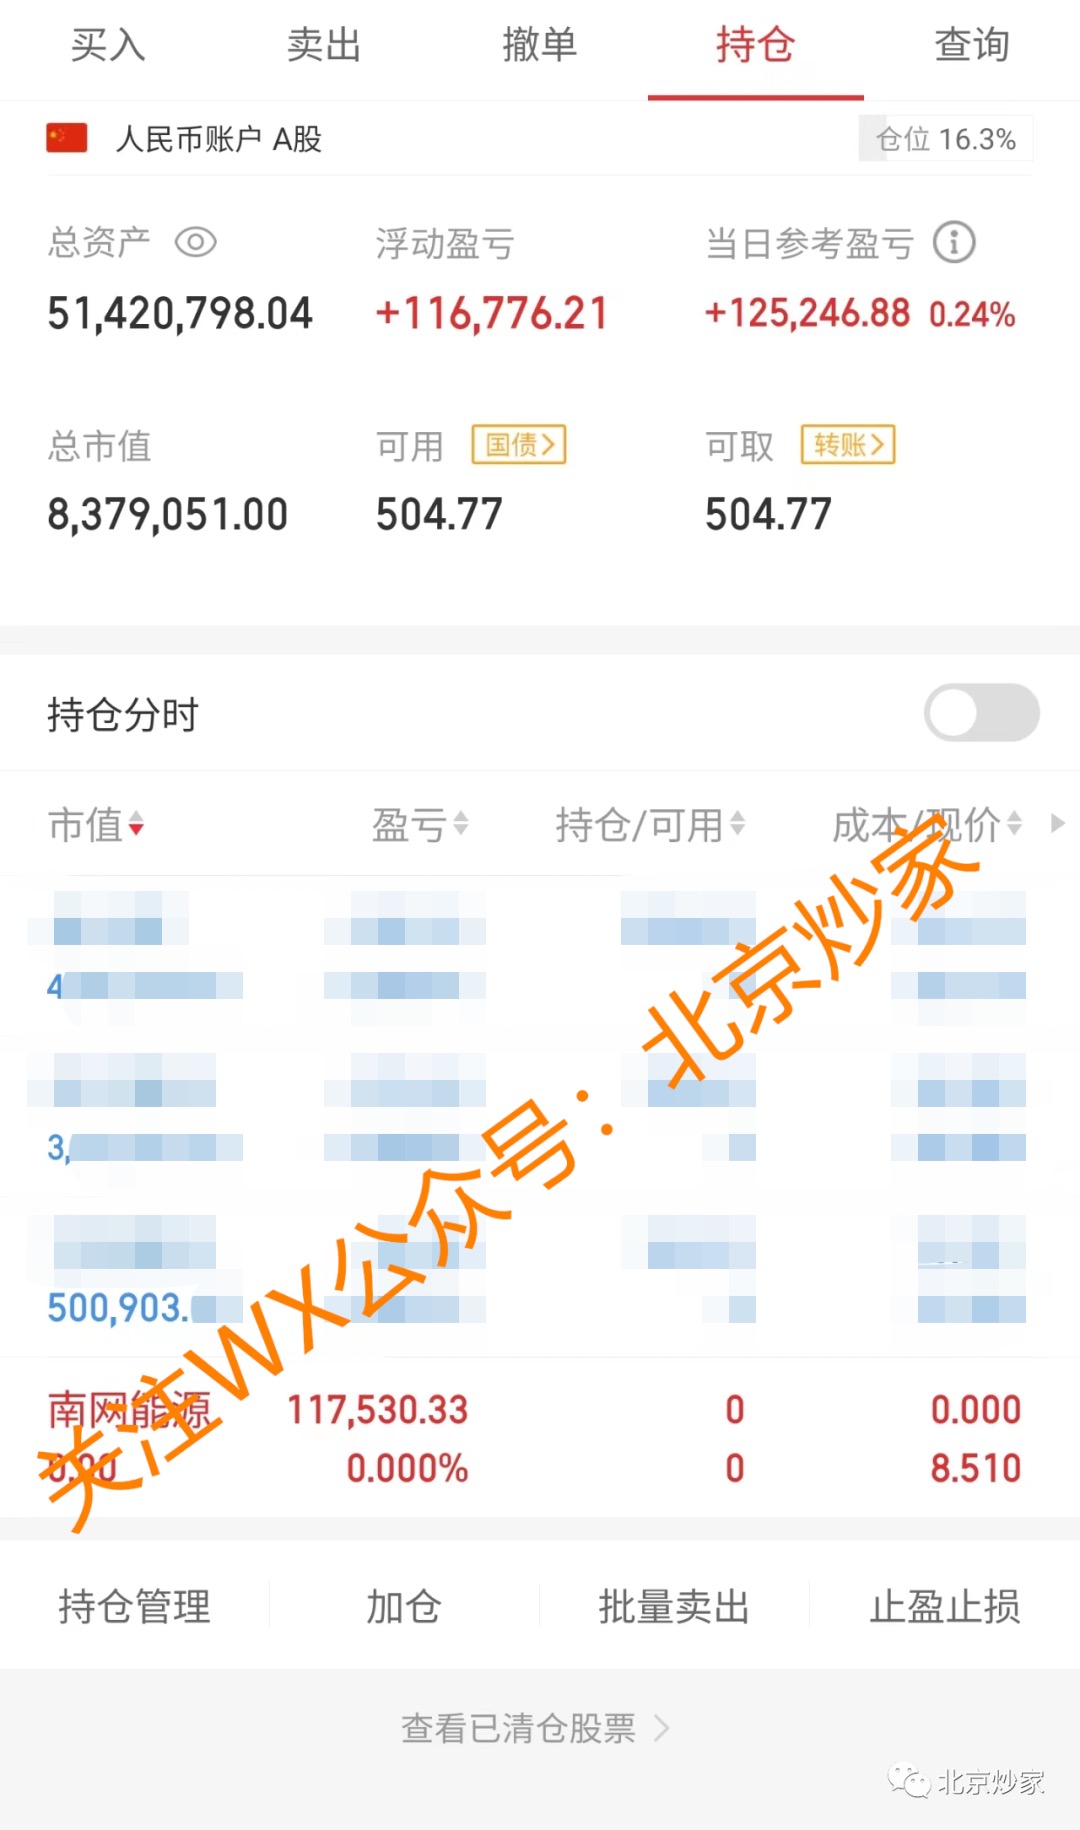 买入 卖出 撤单 持仓 查询
人民币账户 A股 仓位 16.3%
总资产 浮动盈亏 当日参考盈亏
51,420,798.04 +116,776.21 +125,246.88 0.24%
总市值 可用 国债> 可取 转账>
8,379,051.00 504.77 504.77
持仓分时
市值 盈亏 持仓/可用 成本/现价
4
3,
500,903.
南网能源 117,530.33 0 0.000
0.00 0.000% 0 8.510
关注WX公众号：北京炒家
持仓管理 加仓 批量卖出 止盈止损
查看已清仓股票 >
北京炒家